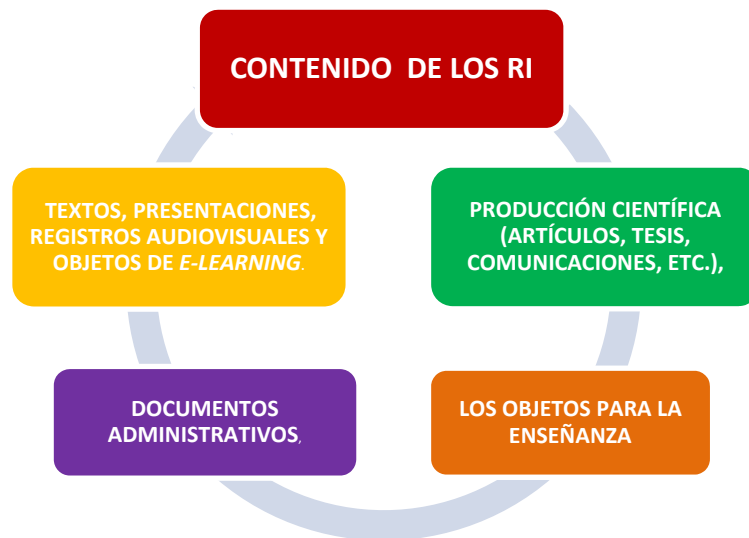 CONTENIDO DE LOS RI
TEXTOS, PRESENTACIONES,
REGISTROS AUDIOVISUALES Y
OBJETOS DE E-LEARNING.
PRODUCCIÓN CIENTÍFICA
(ARTÍCULOS, TESIS,
COMUNICACIONES, ETC.),
DOCUMENTOS
ADMINISTRATIVOS,
LOS OBJETOS PARA LA
ENSEÑANZA